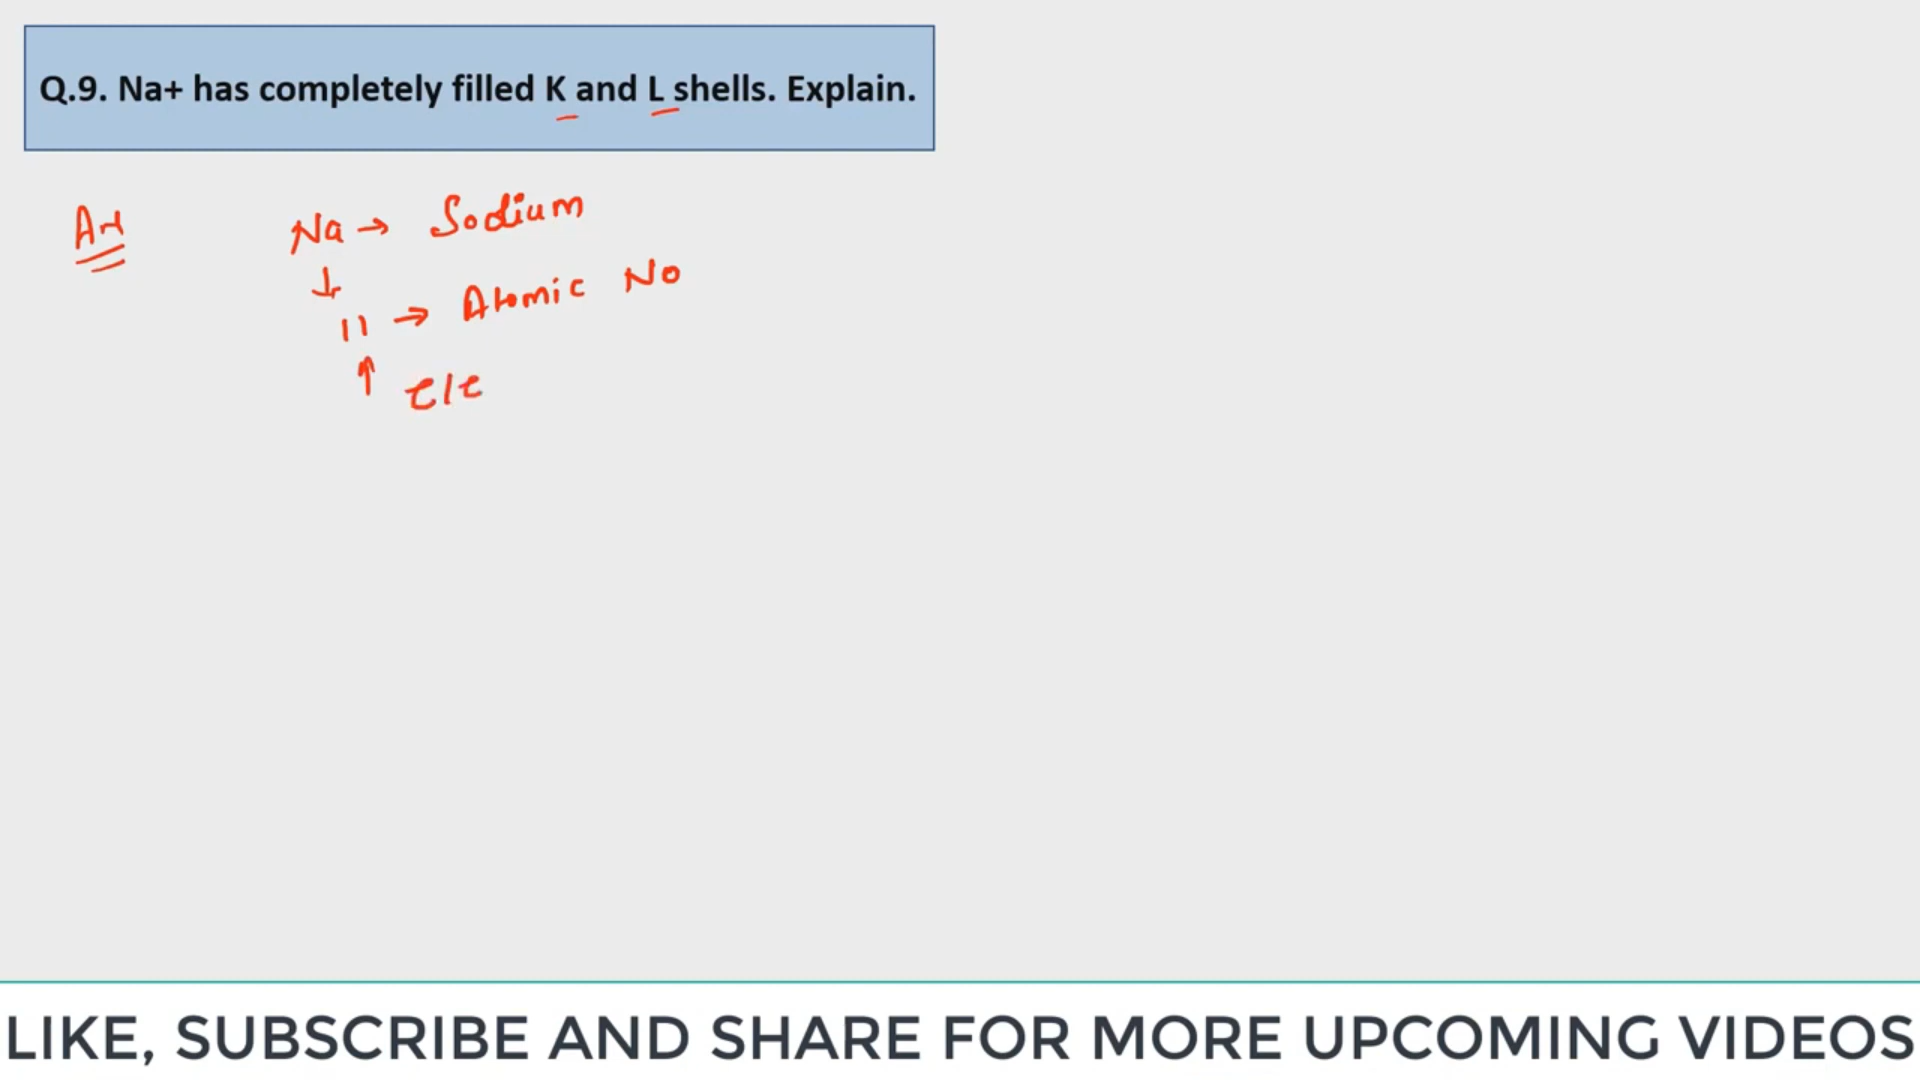 Q.9. Na+ has completely filled K and L shells. Explain.
Na → Sodium
↓
11 → Atomic No
↑ ele
LIKE, SUBSCRIBE AND SHARE FOR MORE UPCOMING VIDEOS